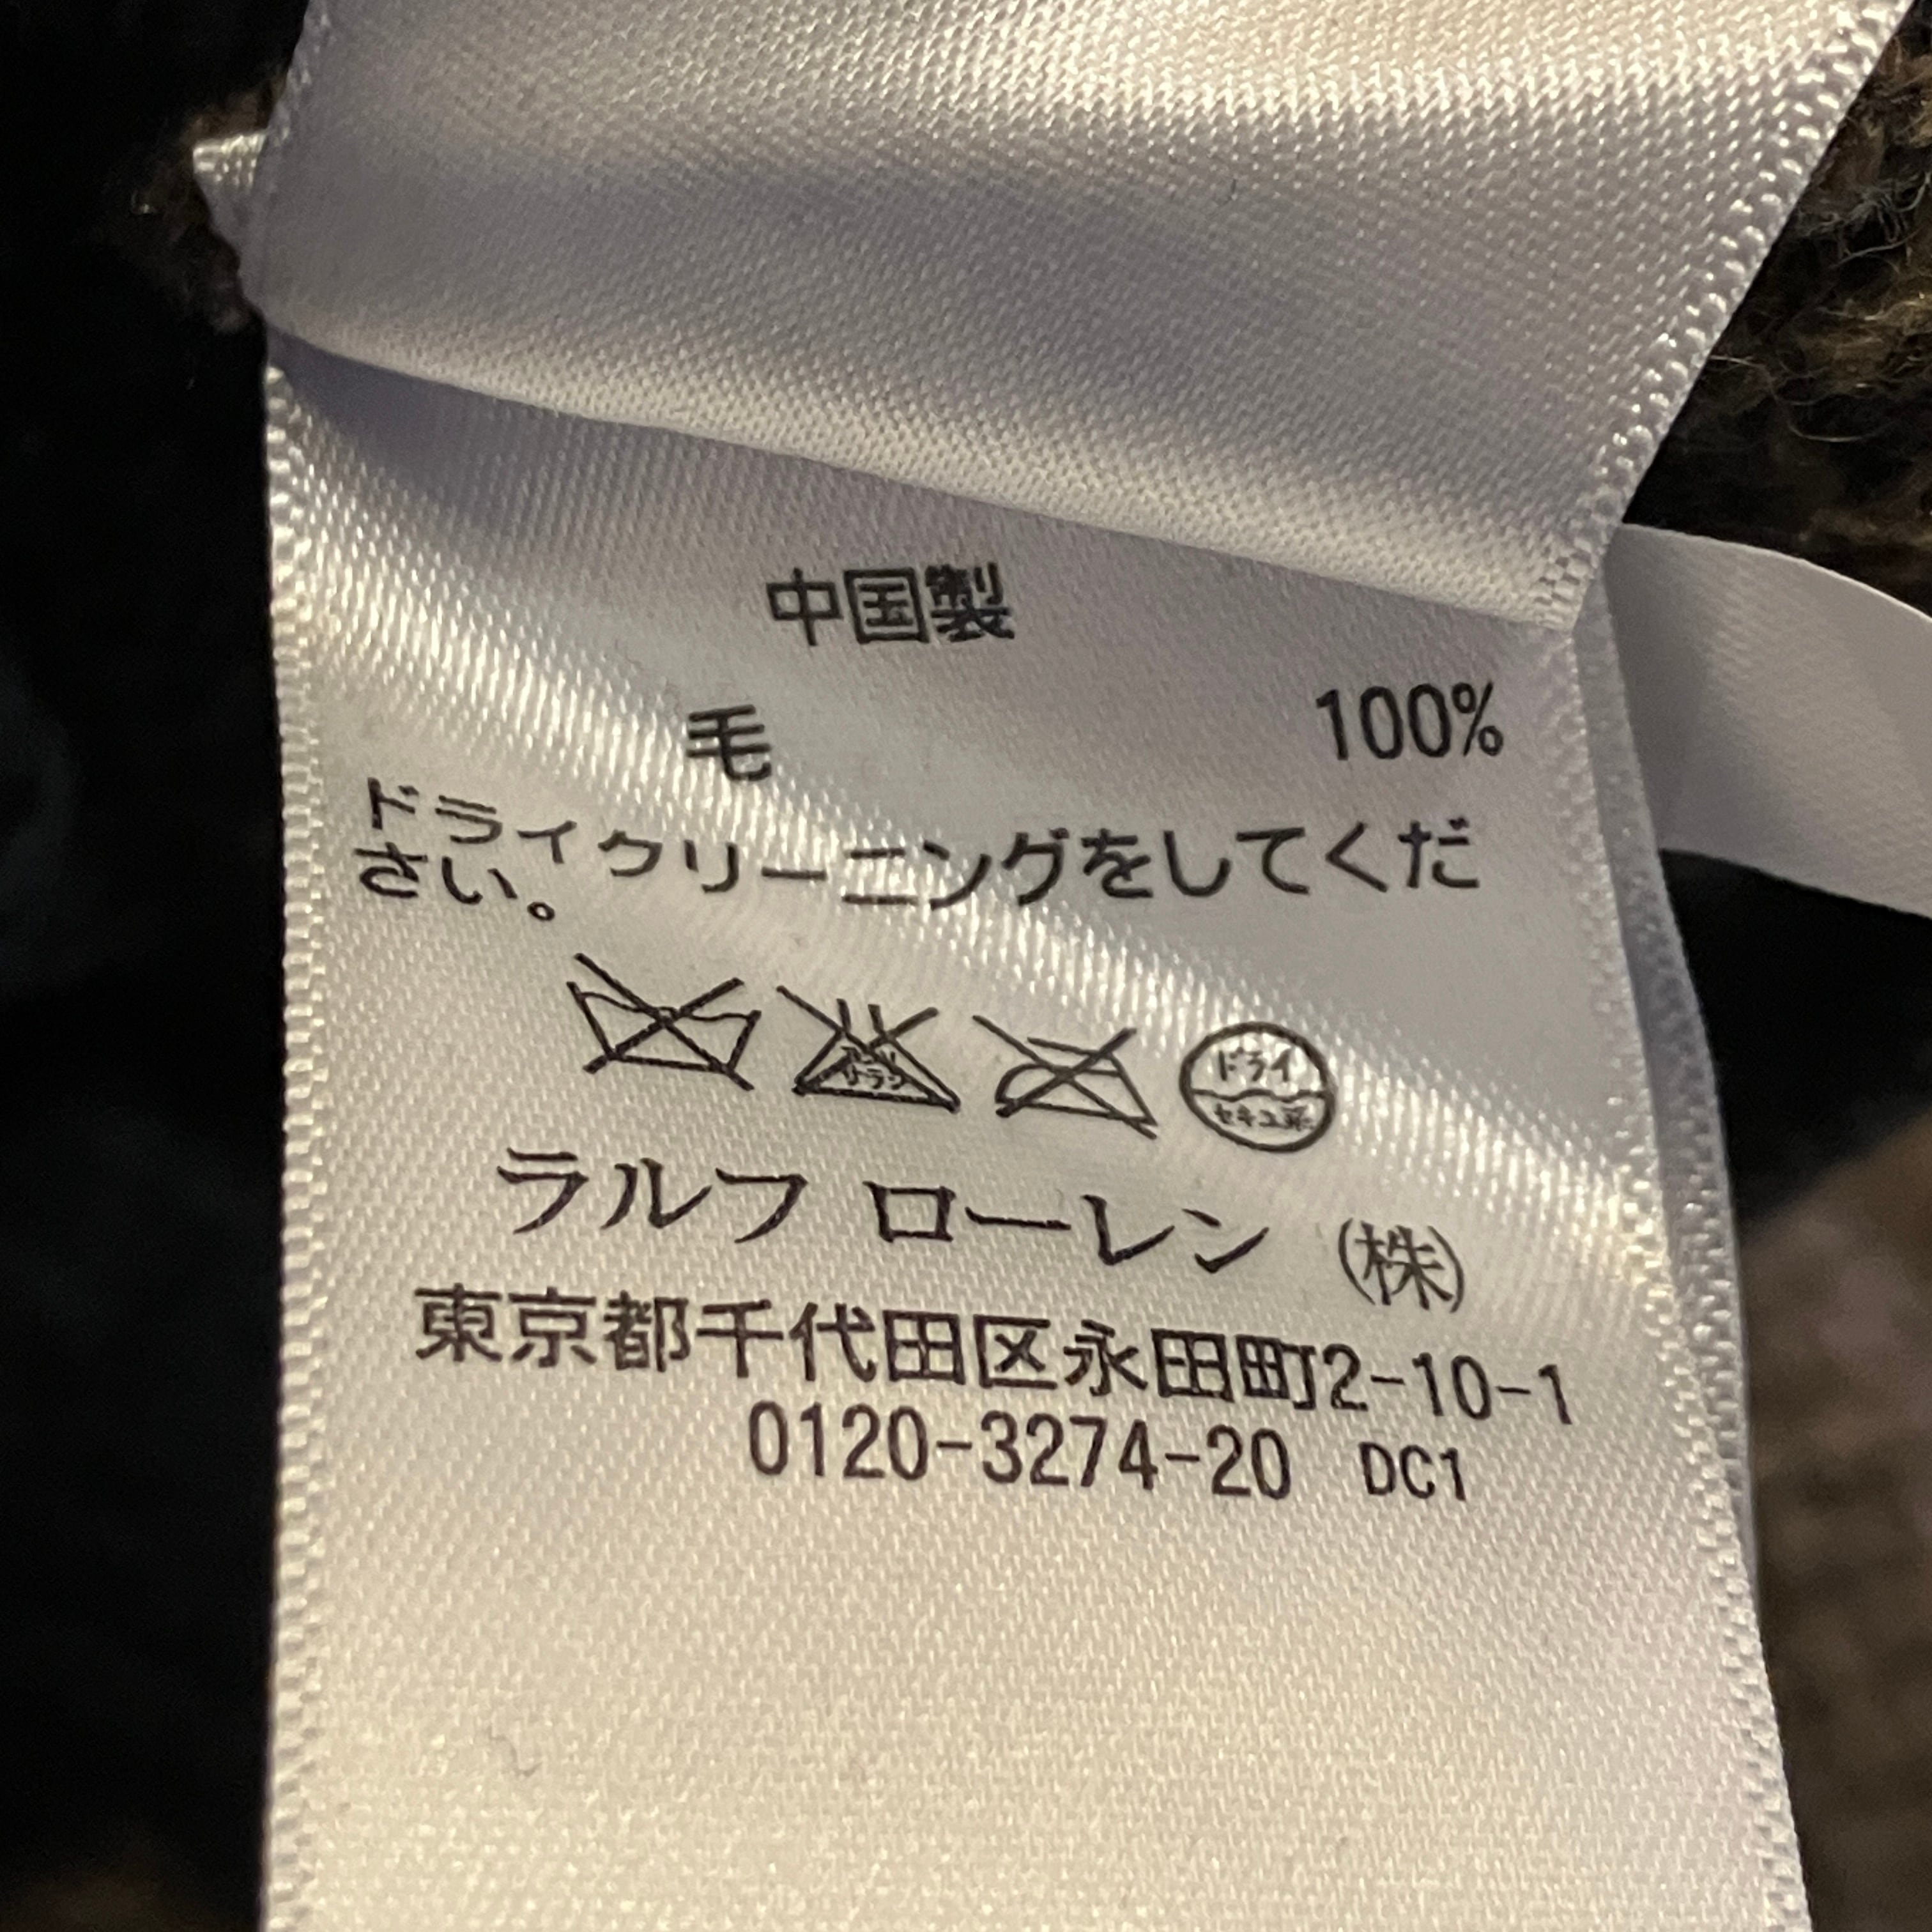 中国製
毛 100%
ドライクリーニングをしてくだ
さい。
ドライ
セキユ系
ラルフ ローレン (株)
東京都千代田区永田町2-10-1
0120-3274-20 DC1